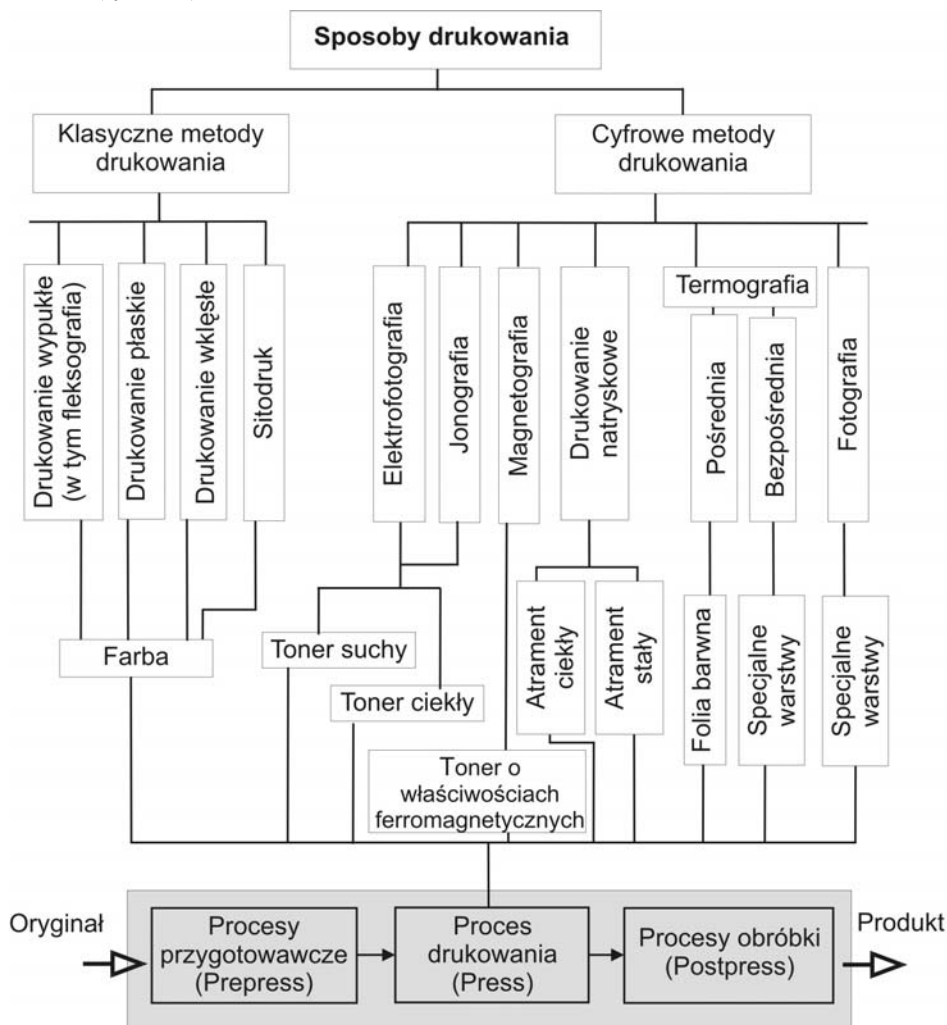 Sposoby drukowania
Klasyczne metody
drukowania
Cyfrowe metody
drukowania
Drukowanie wypukłe
(w tym fleksografia)
Drukowanie płaskie
Drukowanie wklęsłe
Sitodruk
Elektrofotografia
Jonografia
Magnetografia
Drukowanie
natryskowe
Termografia
Pośrednia
Bezpośrednia
Fotografia
Farba
Toner suchy
Toner ciekły
Toner o
właściwościach
ferromagnetycznych
Atrament
ciekły
Atrament
stały
Folia barwna
Specjalne
warstwy
Specjalne
warstwy
Oryginał
Procesy
przygotowawcze
(Prepress)
Proces
drukowania
(Press)
Procesy obróbki
(Postpress)
Produkt